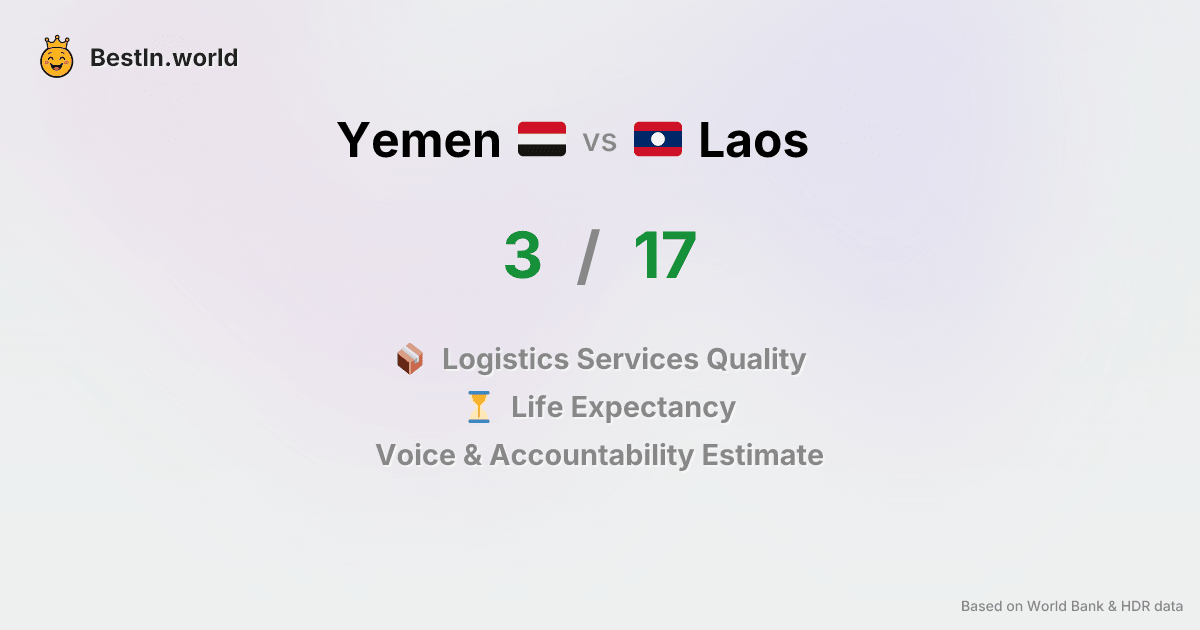 BestIn.world
Yemen vs Laos
3 / 17
Logistics Services Quality
Life Expectancy
Voice & Accountability Estimate
Based on World Bank & HDR data